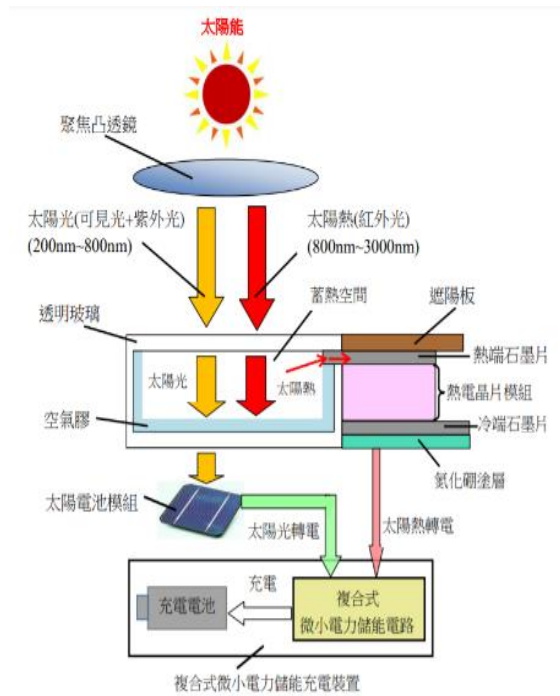 太陽能
聚焦凸透鏡
太陽光(可見光+紫外光)
(200nm~800nm)
太陽熱(紅外光)
(800nm~3000nm)
蓄熱空間
遮陽板
透明玻璃
熱端石墨片
太陽光
太陽熱
熱電晶片模組
空氣膠
冷端石墨片
氮化硼塗層
太陽電池模組
太陽光轉電
太陽熱轉電
充電
充電電池
複合式
微小電力儲能電路
複合式微小電力儲能充電裝置